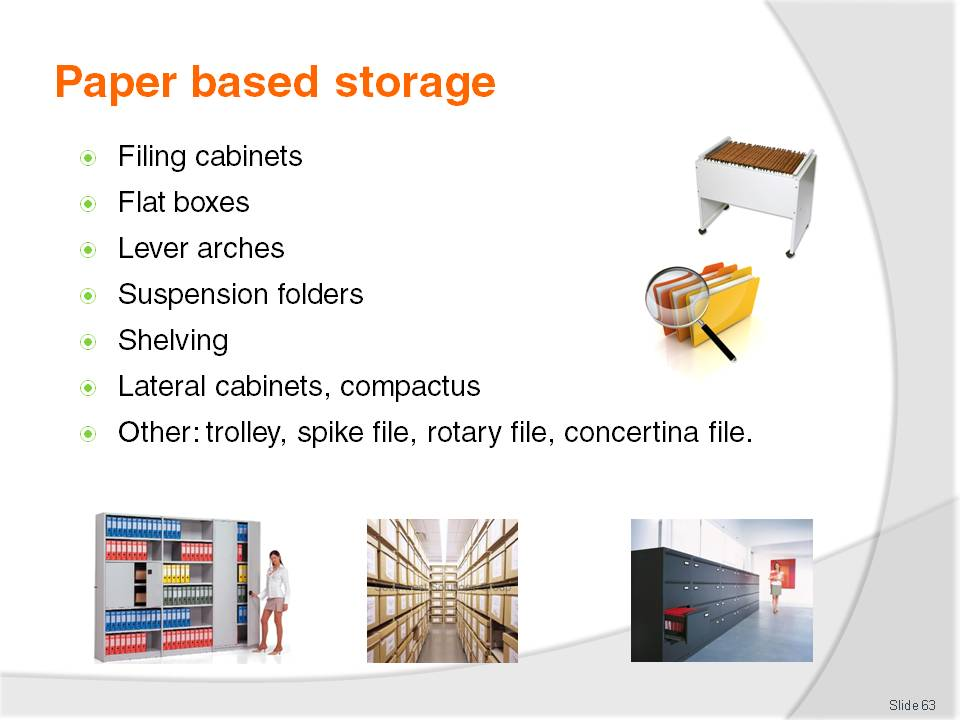 Paper based storage
Filing cabinets
Flat boxes
Lever arches
Suspension folders
Shelving
Lateral cabinets, compactus
Other: trolley, spike file, rotary file, concertina file.
Slide 63